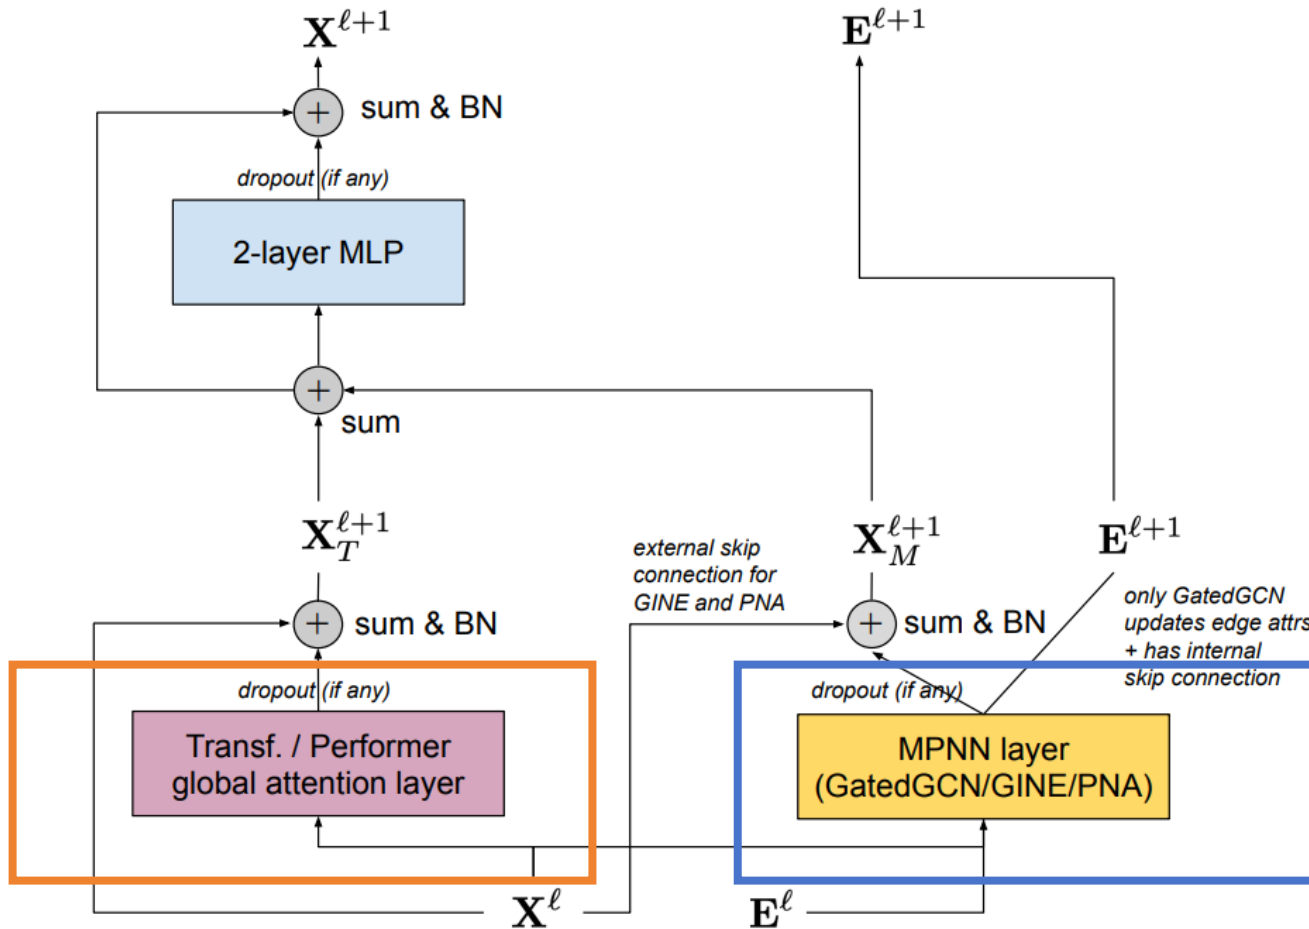 X^{ℓ+1}
E^{ℓ+1}
+
sum & BN
dropout (if any)
2-layer MLP
+
sum
X_T^{ℓ+1}
external skip
connection for
GINE and PNA
X_M^{ℓ+1}
E^{ℓ+1}
+
sum & BN
+
sum & BN
only GatedGCN
updates edge attrs
+ has internal
skip connection
dropout (if any)
dropout (if any)
Transf. / Performer
global attention layer
MPNN layer
(GatedGCN/GINE/PNA)
X^ℓ
E^ℓ